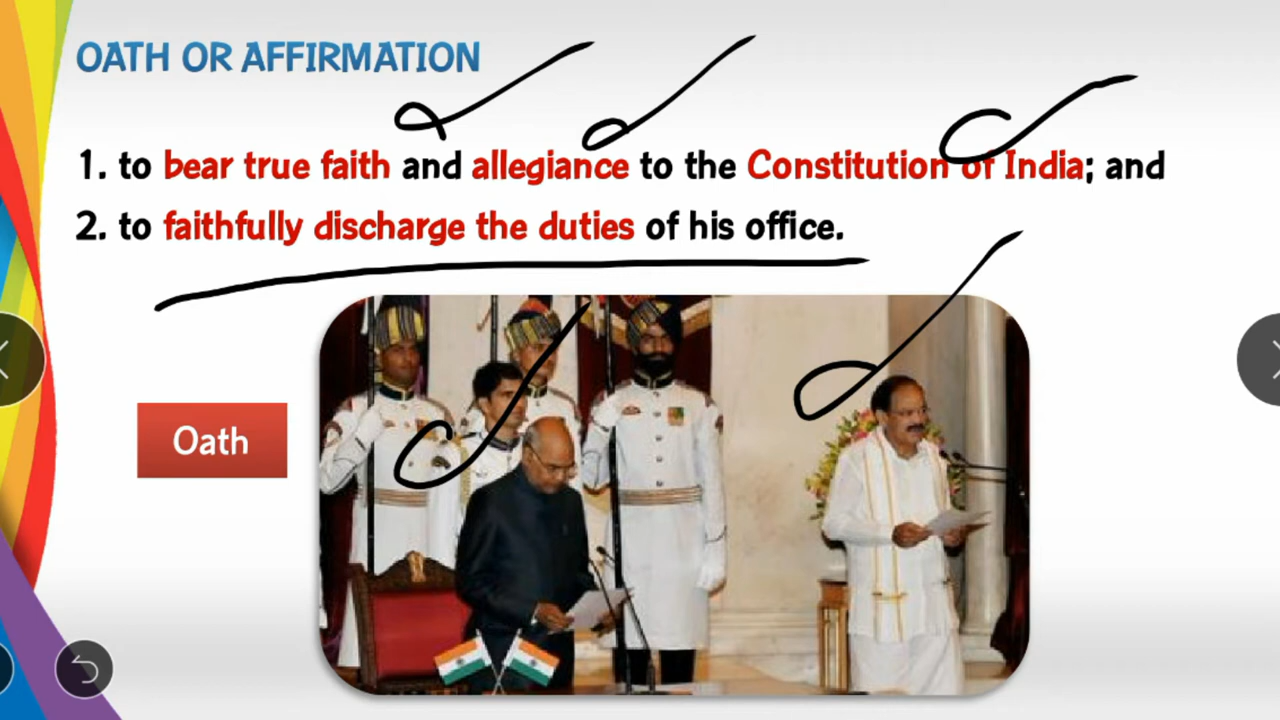 OATH OR AFFIRMATION
1. to bear true faith and allegiance to the Constitution of India; and
2. to faithfully discharge the duties of his office.
Oath